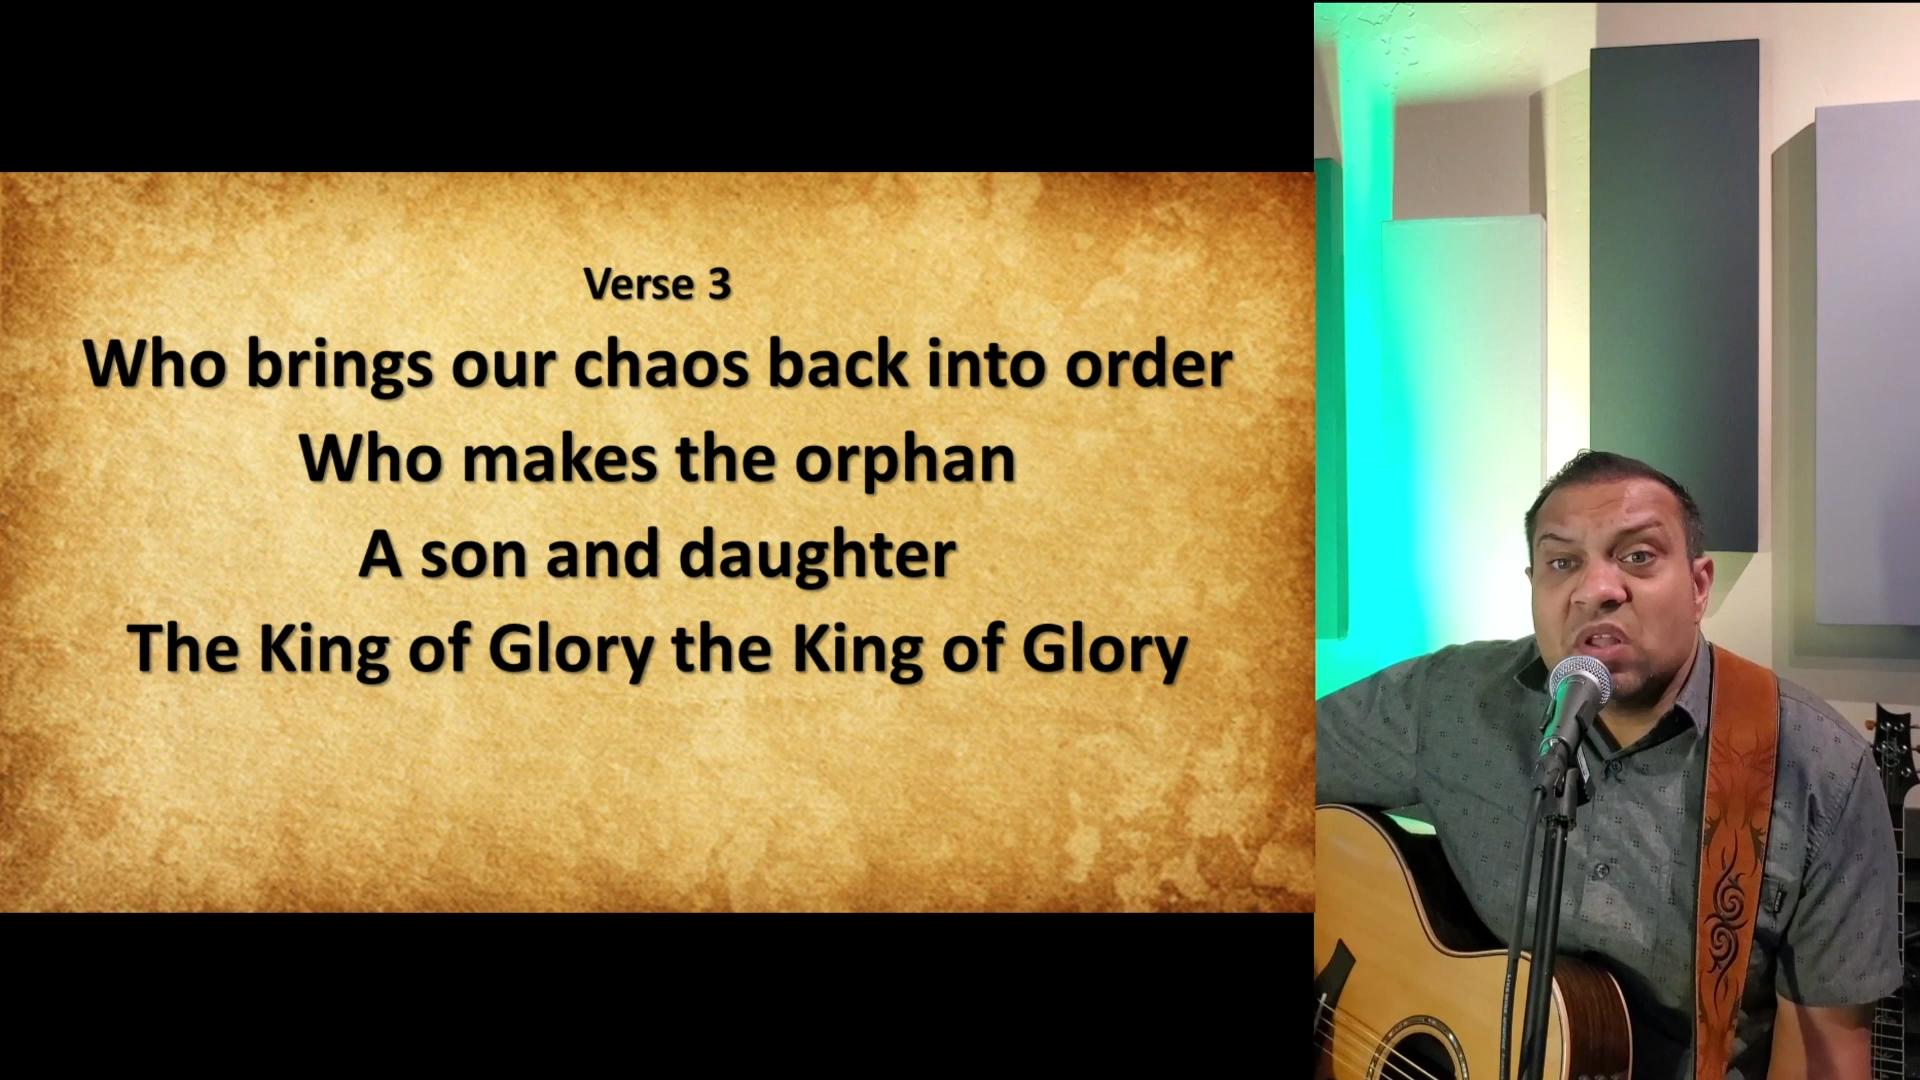 Verse 3
Who brings our chaos back into order
Who makes the orphan
A son and daughter
The King of Glory the King of Glory